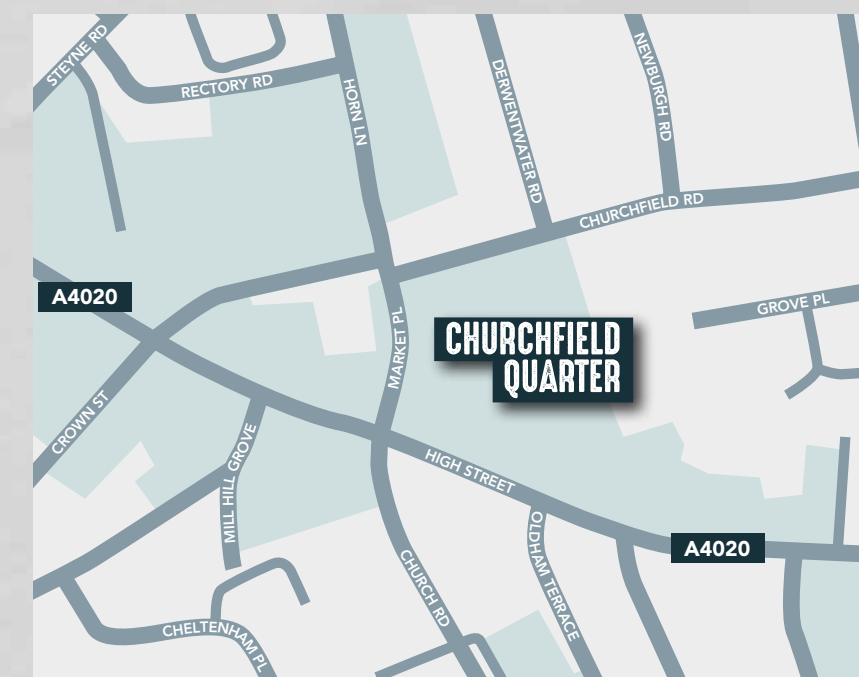 STEYNE RD
RECTORY RD
HORN LN
DERWENTWATER RD
NEWBURGH RD
CHURCHFIELD RD
A4020
GROVE PL
MARKET PL
CHURCHFIELD
QUARTER
CROWN ST
MILL HILL GROVE
HIGH STREET
OLDHAM TERRACE
A4020
CHURCH RD
CHELTENHAM PL